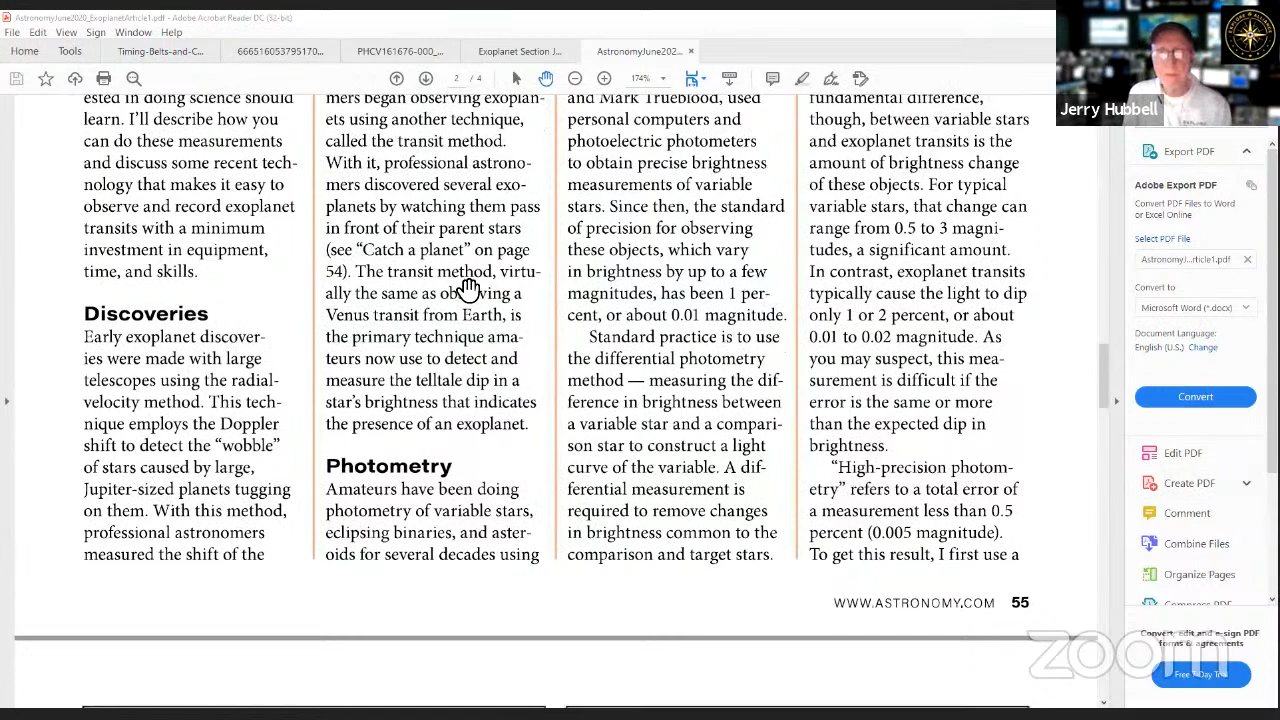 AstronomyJune2020_ExoplanetArticle1.pdf - Adobe Acrobat Reader DC (32-bit)
File Edit View Sign Window Help
Home Tools Timing-Belts-and-C... 666516053795170... PHCV161676-000_... Exoplanet Section J... AstronomyJune202... ×
2 / 4 174%
Jerry Hubbell
ested in doing science should
learn. I'll describe how you
can do these measurements
and discuss some recent tech-
nology that makes it easy to
observe and record exoplanet
transits with a minimum
investment in equipment,
time, and skills.
Discoveries
Early exoplanet discover-
ies were made with large
telescopes using the radial-
velocity method. This tech-
nique employs the Doppler
shift to detect the “wobble”
of stars caused by large,
Jupiter-sized planets tugging
on them. With this method,
professional astronomers
measured the shift of the
mers began observing exoplan-
ets using another technique,
called the transit method.
With it, professional astrono-
mers discovered several exo-
planets by watching them pass
in front of their parent stars
(see “Catch a planet” on page
54). The transit method, virtu-
ally the same as observing a
Venus transit from Earth, is
the primary technique ama-
teurs now use to detect and
measure the telltale dip in a
star's brightness that indicates
the presence of an exoplanet.
Photometry
Amateurs have been doing
photometry of variable stars,
eclipsing binaries, and aster-
oids for several decades using
and Mark Trueblood, used
personal computers and
photoelectric photometers
to obtain precise brightness
measurements of variable
stars. Since then, the standard
of precision for observing
these objects, which vary
in brightness by up to a few
magnitudes, has been 1 per-
cent, or about 0.01 magnitude.
Standard practice is to use
the differential photometry
method — measuring the dif-
ference in brightness between
a variable star and a compari-
son star to construct a light
curve of the variable. A dif-
ferential measurement is
required to remove changes
in brightness common to the
comparison and target stars.
fundamental difference,
though, between variable stars
and exoplanet transits is the
amount of brightness change
of these objects. For typical
variable stars, that change can
range from 0.5 to 3 magni-
tudes, a significant amount.
In contrast, exoplanet transits
typically cause the light to dip
only 1 or 2 percent, or about
0.01 to 0.02 magnitude. As
you may suspect, this mea-
surement is difficult if the
error is the same or more
than the expected dip in
brightness.
“High-precision photom-
etry” refers to a total error of
a measurement less than 0.5
percent (0.005 magnitude).
To get this result, I first use a
WWW.ASTRONOMY.COM 55
Export PDF
Adobe Export PDF
Convert PDF Files to Word
or Excel Online
Select PDF File
AstronomyJ...rticle1.pdf ×
Convert to
Microsoft Word (*.docx)
Document Language:
English (U.S.) Change
Convert
Edit PDF
Create PDF
Comment
Combine Files
Organize Pages
Compress PDF
Convert, edit and e-sign PDF
forms & agreements
Free 7-Day Trial
zoom